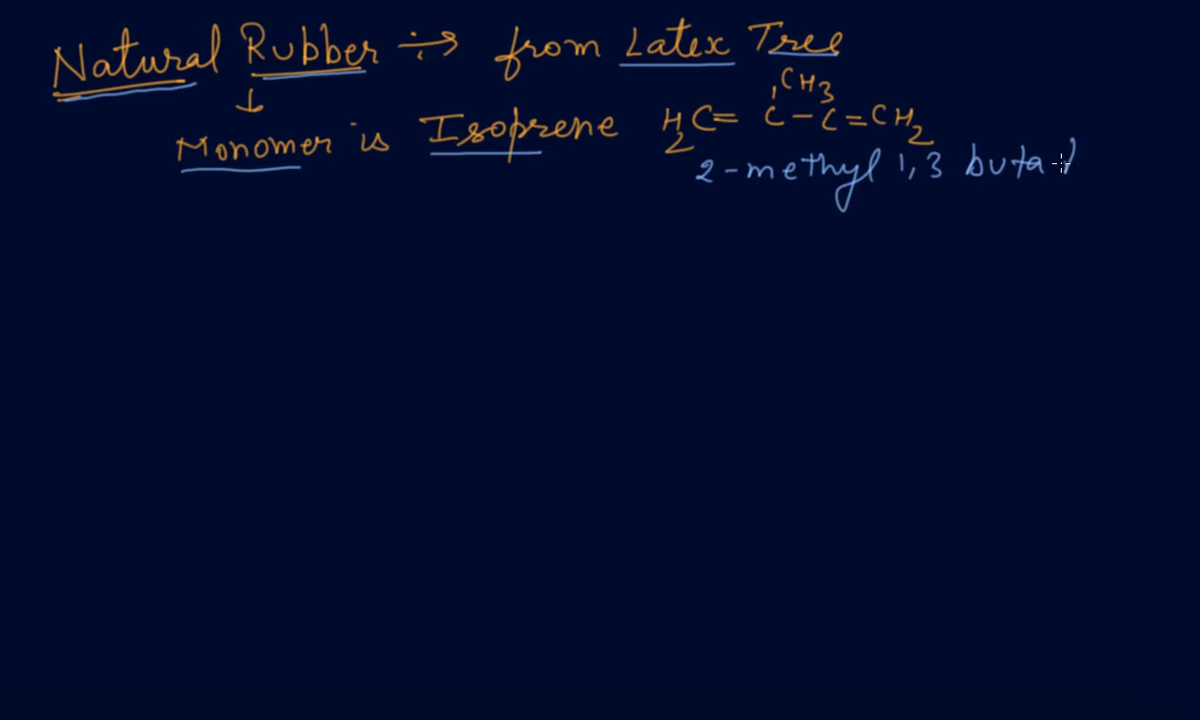 Natural Rubber ÷→ from Latex Tree
↓
CH3
Monomer is Isoprene H2C= C-C=CH2
2-methyl 1,3 buta